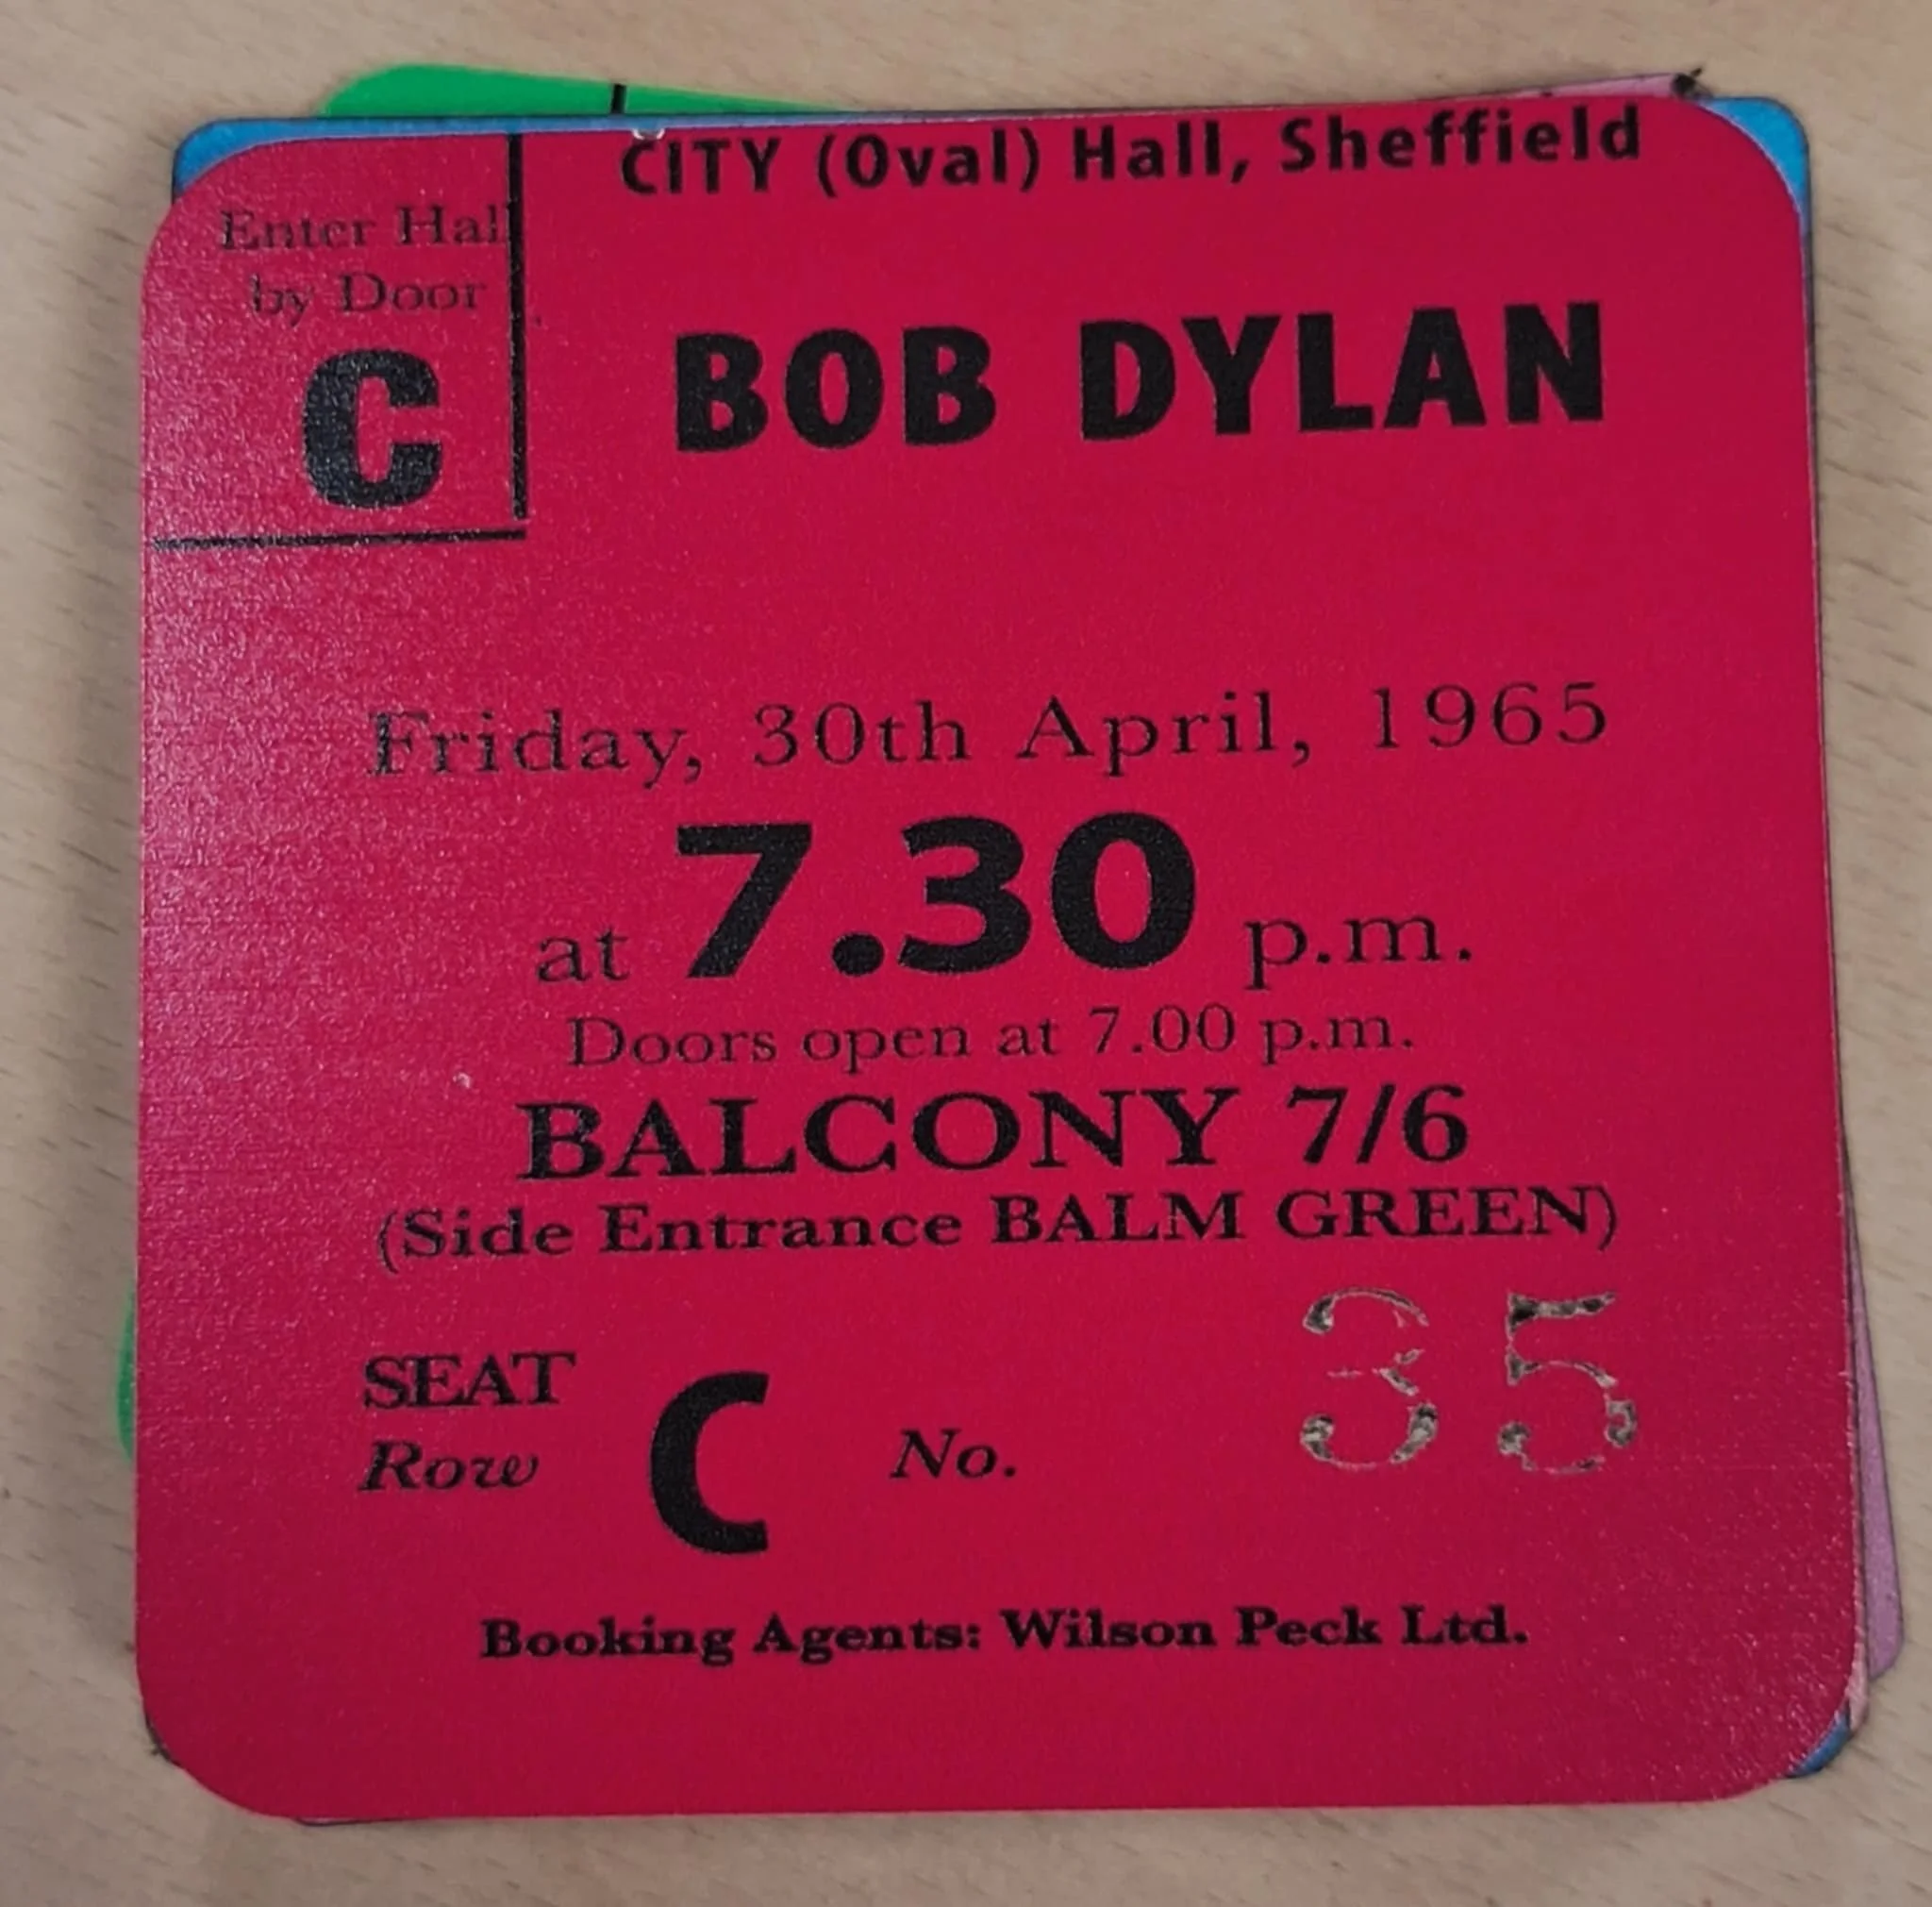 CITY (Oval) Hall, Sheffield
Enter Hall
by Door
C
BOB DYLAN
Friday, 30th April, 1965
at 7.30 p.m.
Doors open at 7.00 p.m.
BALCONY 7/6
(Side Entrance BALM GREEN)
SEAT
Row C No. 35
Booking Agents: Wilson Peck Ltd.